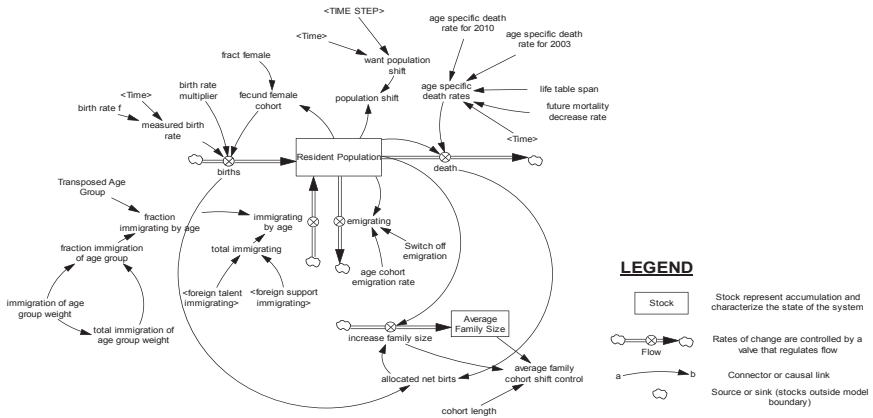 <TIME STEP>
<Time>
want population
shift
fract female
age specific death
rate for 2010
age specific death
rate for 2003
age specific
death rates
life table span
future mortality
decrease rate
<Time>
birth rate
multiplier
fecund female
cohort
population shift
<Time>
birth rate f
measured birth
rate
Resident Population
births
death
Transposed Age
Group
fraction
immigrating by age
immigrating
by age
emigrating
fraction immigration
of age group
total immigrating
Switch off
emigration
age cohort
emigration rate
<foreign talent
immigrating>
<foreign support
immigrating>
immigration of age
group weight
total immigration of
age group weight
Average
Family Size
increase family size
allocated net birts
average family
cohort shift control
cohort length
LEGEND
Stock
Stock represent accumulation and
characterize the state of the system
Flow
Rates of change are controlled by a
valve that regulates flow
a
b
Connector or causal link
Source or sink (stocks outside model
boundary)